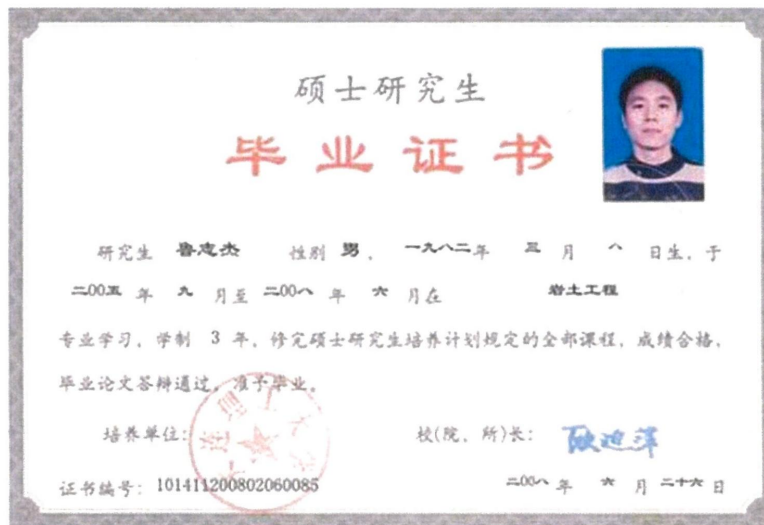 硕士研究生
毕业证书
研究生 鲁志杰 性别 男、一九八二年 三 月 八 日生，于
二00五 年 九 月至 二00八 年 六 月在 岩土工程
专业学习，学制 3 年，修完硕士研究生培养计划规定的全部课程，成绩合格，
毕业论文答辩通过，准予毕业。
培养单位： 校(院、所)长：
证书编号：101411200802060085 二00八 年 六 月 二十六 日